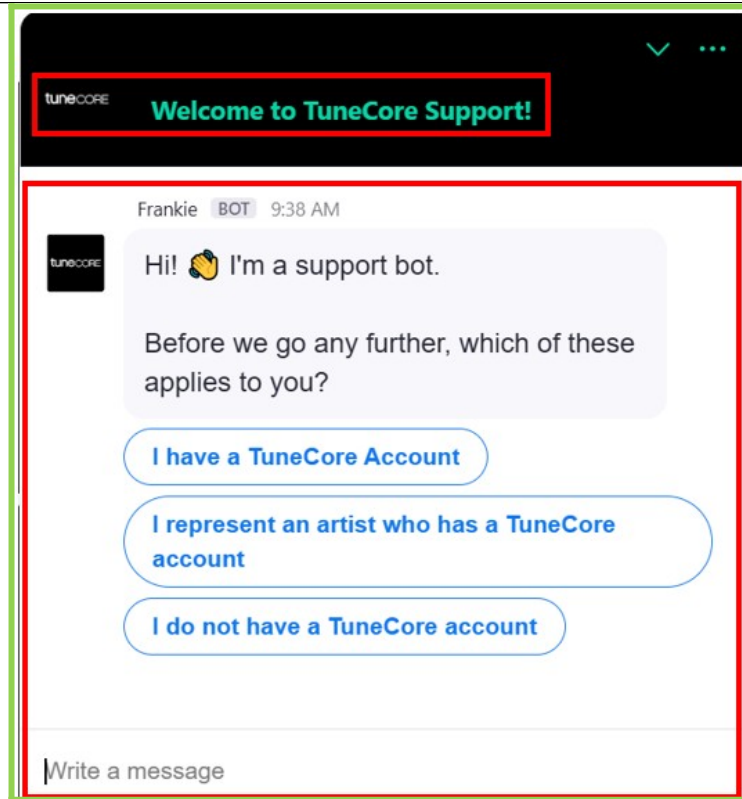 tunecore
Welcome to TuneCore Support!
Frankie BOT 9:38 AM
tunecore
Hi! 👋 I'm a support bot.
Before we go any further, which of these
applies to you?
I have a TuneCore Account
I represent an artist who has a TuneCore
account
I do not have a TuneCore account
Write a message